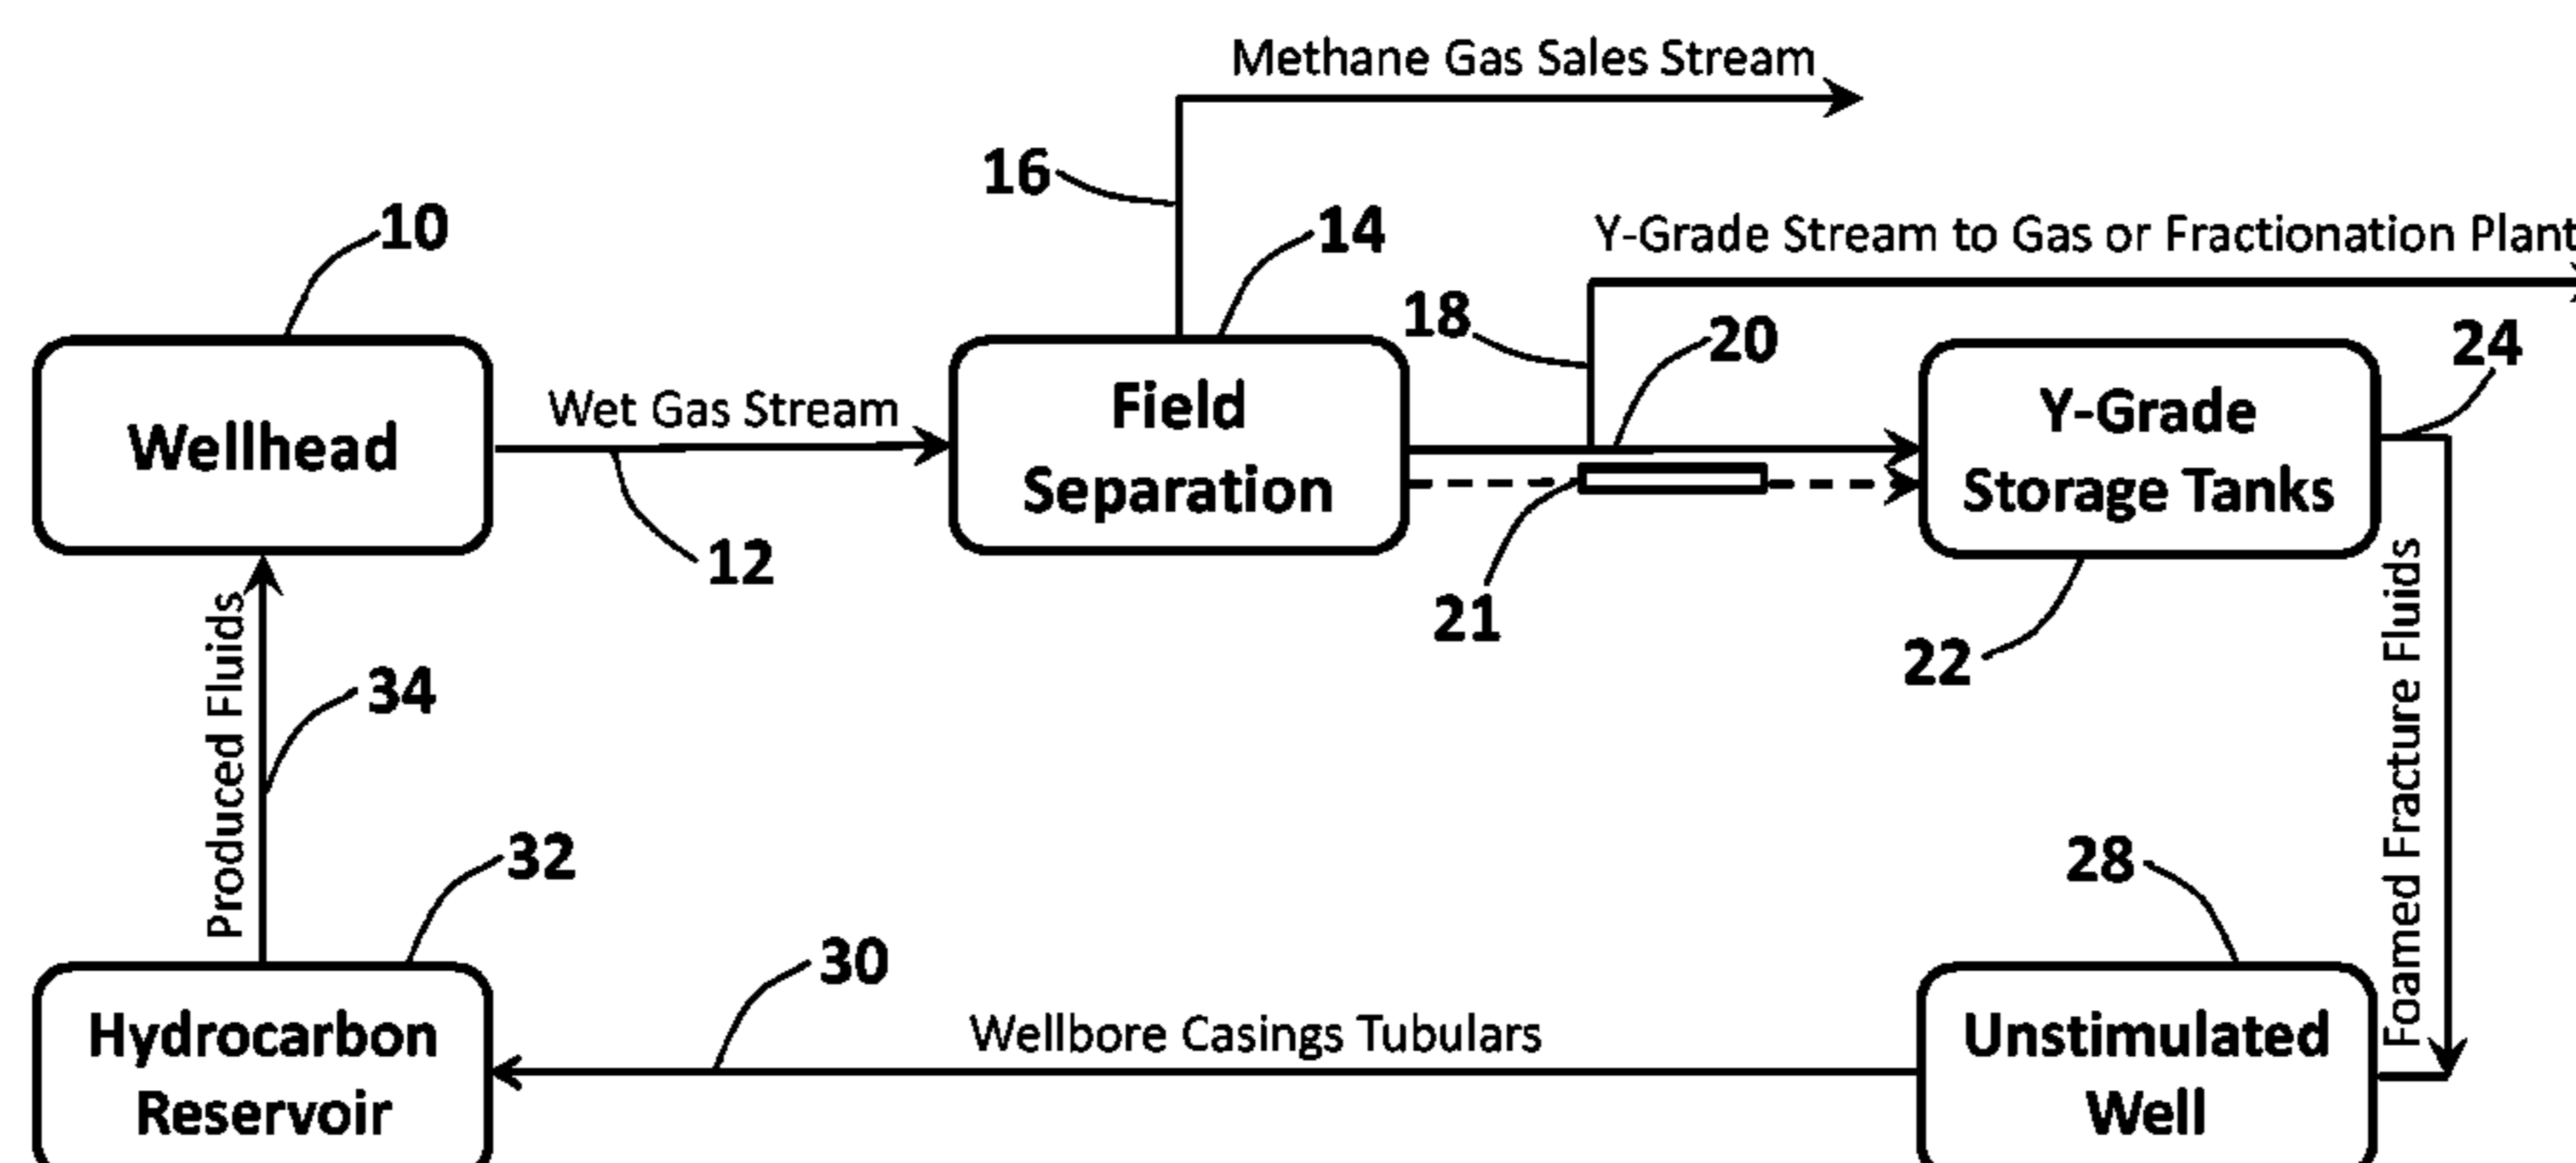 Methane Gas Sales Stream
16
10
14
Y-Grade Stream to Gas or Fractionation Plant
18
20
24
Wellhead
Wet Gas Stream
Field
Separation
Y-Grade
Storage Tanks
12
21
22
Produced Fluids
34
Foamed Fracture Fluids
32
28
30
Hydrocarbon
Reservoir
Wellbore Casings Tubulars
Unstimulated
Well